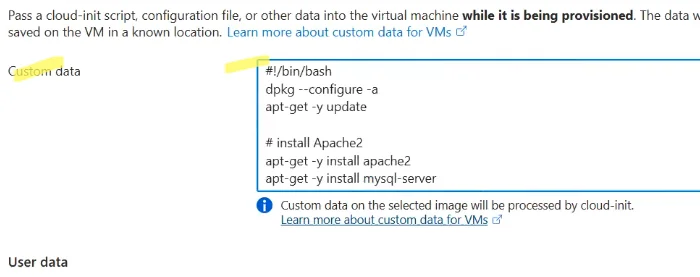 Pass a cloud-init script, configuration file, or other data into the virtual machine while it is being provisioned. The data
saved on the VM in a known location. Learn more about custom data for VMs
Custom data
#!/bin/bash
dpkg --configure -a
apt-get -y update
# install Apache2
apt-get -y install apache2
apt-get -y install mysql-server
Custom data on the selected image will be processed by cloud-init.
Learn more about custom data for VMs
User data